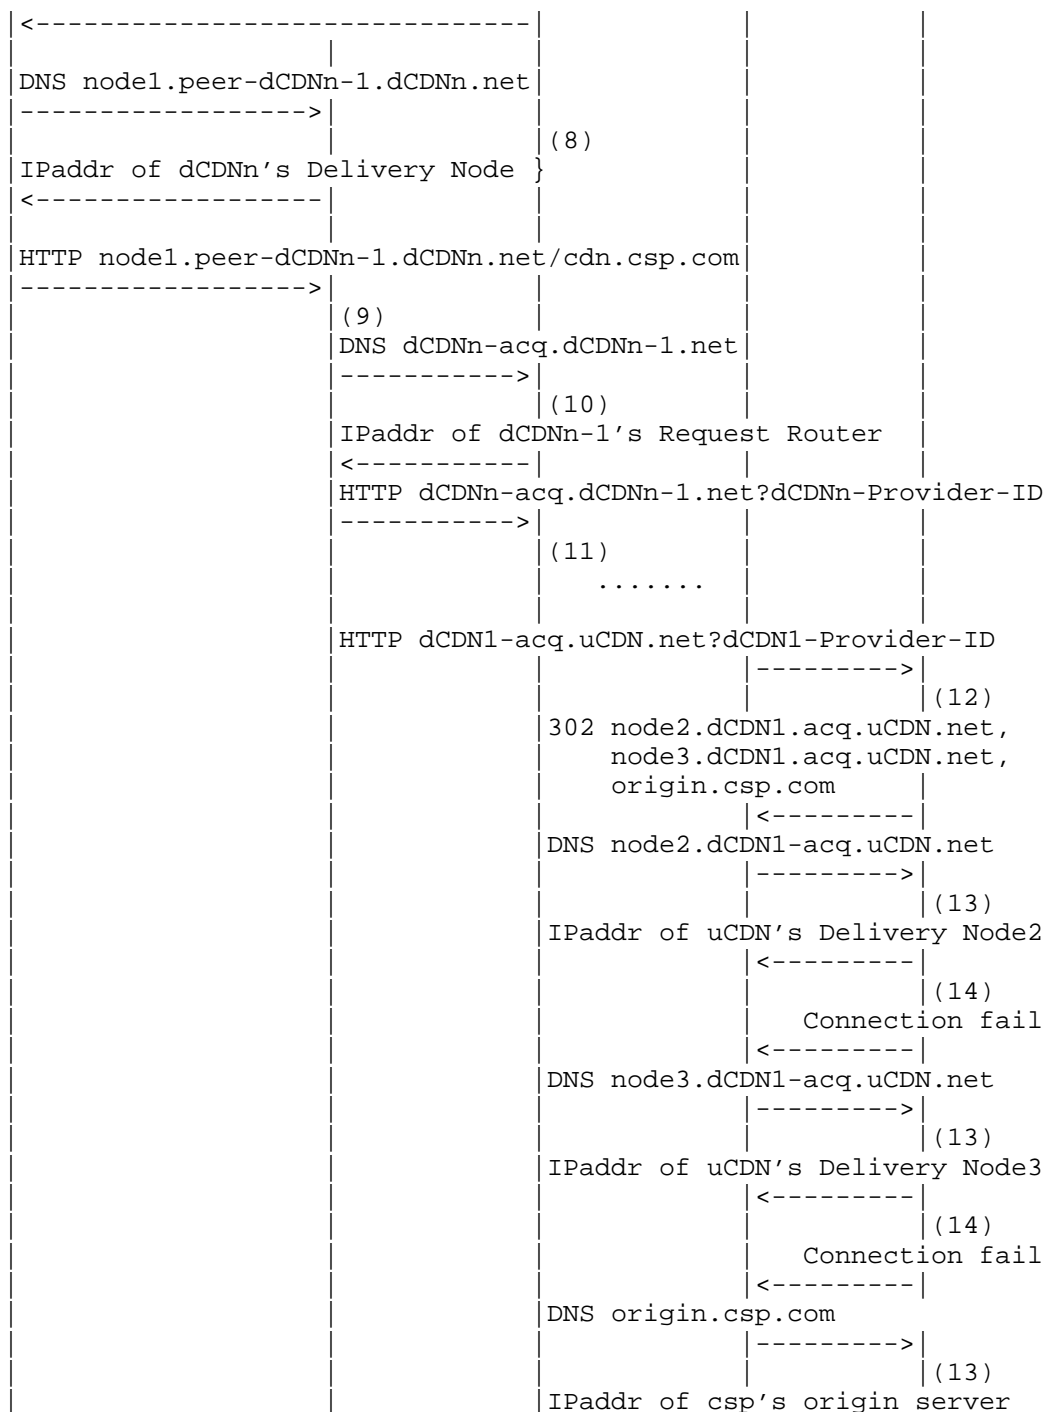 |<-------------------------------|             |           |
|                    |            |             |           |
|DNS node1.peer-dCDNn-1.dCDNn.net|             |           |
|------------------>|            |             |           |
|                    |            |(8)          |           |
|IPaddr of dCDNn's Delivery Node }             |           |
|<------------------|            |             |           |
|                    |            |             |           |
|HTTP node1.peer-dCDNn-1.dCDNn.net/cdn.csp.com|           |
|------------------>|            |             |           |
|                    |(9)         |             |           |
|                    |DNS dCDNn-acq.dCDNn-1.net|           |
|                    |----------->|             |           |
|                    |            |(10)         |           |
|                    |IPaddr of dCDNn-1's Request Router   |
|                    |<-----------|             |           |
|                    |HTTP dCDNn-acq.dCDNn-1.net?dCDNn-Provider-ID
|                    |----------->|             |           |
|                    |            |(11)         |           |
|                    |            |   .......   |           |
|                    |            |             |           |
|                    |HTTP dCDN1-acq.uCDN.net?dCDN1-Provider-ID
|                    |            |             |--------->|
|                    |            |             |           |(12)
|                    |            |302 node2.dCDN1.acq.uCDN.net,
|                    |            |    node3.dCDN1.acq.uCDN.net,
|                    |            |    origin.csp.com       |
|                    |            |             |<---------|
|                    |            |DNS node2.dCDN1-acq.uCDN.net
|                    |            |             |--------->|
|                    |            |             |           |(13)
|                    |            |IPaddr of uCDN's Delivery Node2
|                    |            |             |<---------|
|                    |            |             |           |(14)
|                    |            |             |   Connection fail
|                    |            |             |<---------|
|                    |            |DNS node3.dCDN1-acq.uCDN.net
|                    |            |             |--------->|
|                    |            |             |           |(13)
|                    |            |IPaddr of uCDN's Delivery Node3
|                    |            |             |<---------|
|                    |            |             |           |(14)
|                    |            |             |   Connection fail
|                    |            |             |<---------|
|                    |            |DNS origin.csp.com
|                    |            |             |--------->|
|                    |            |             |           |(13)
|                    |            |IPaddr of csp's origin server